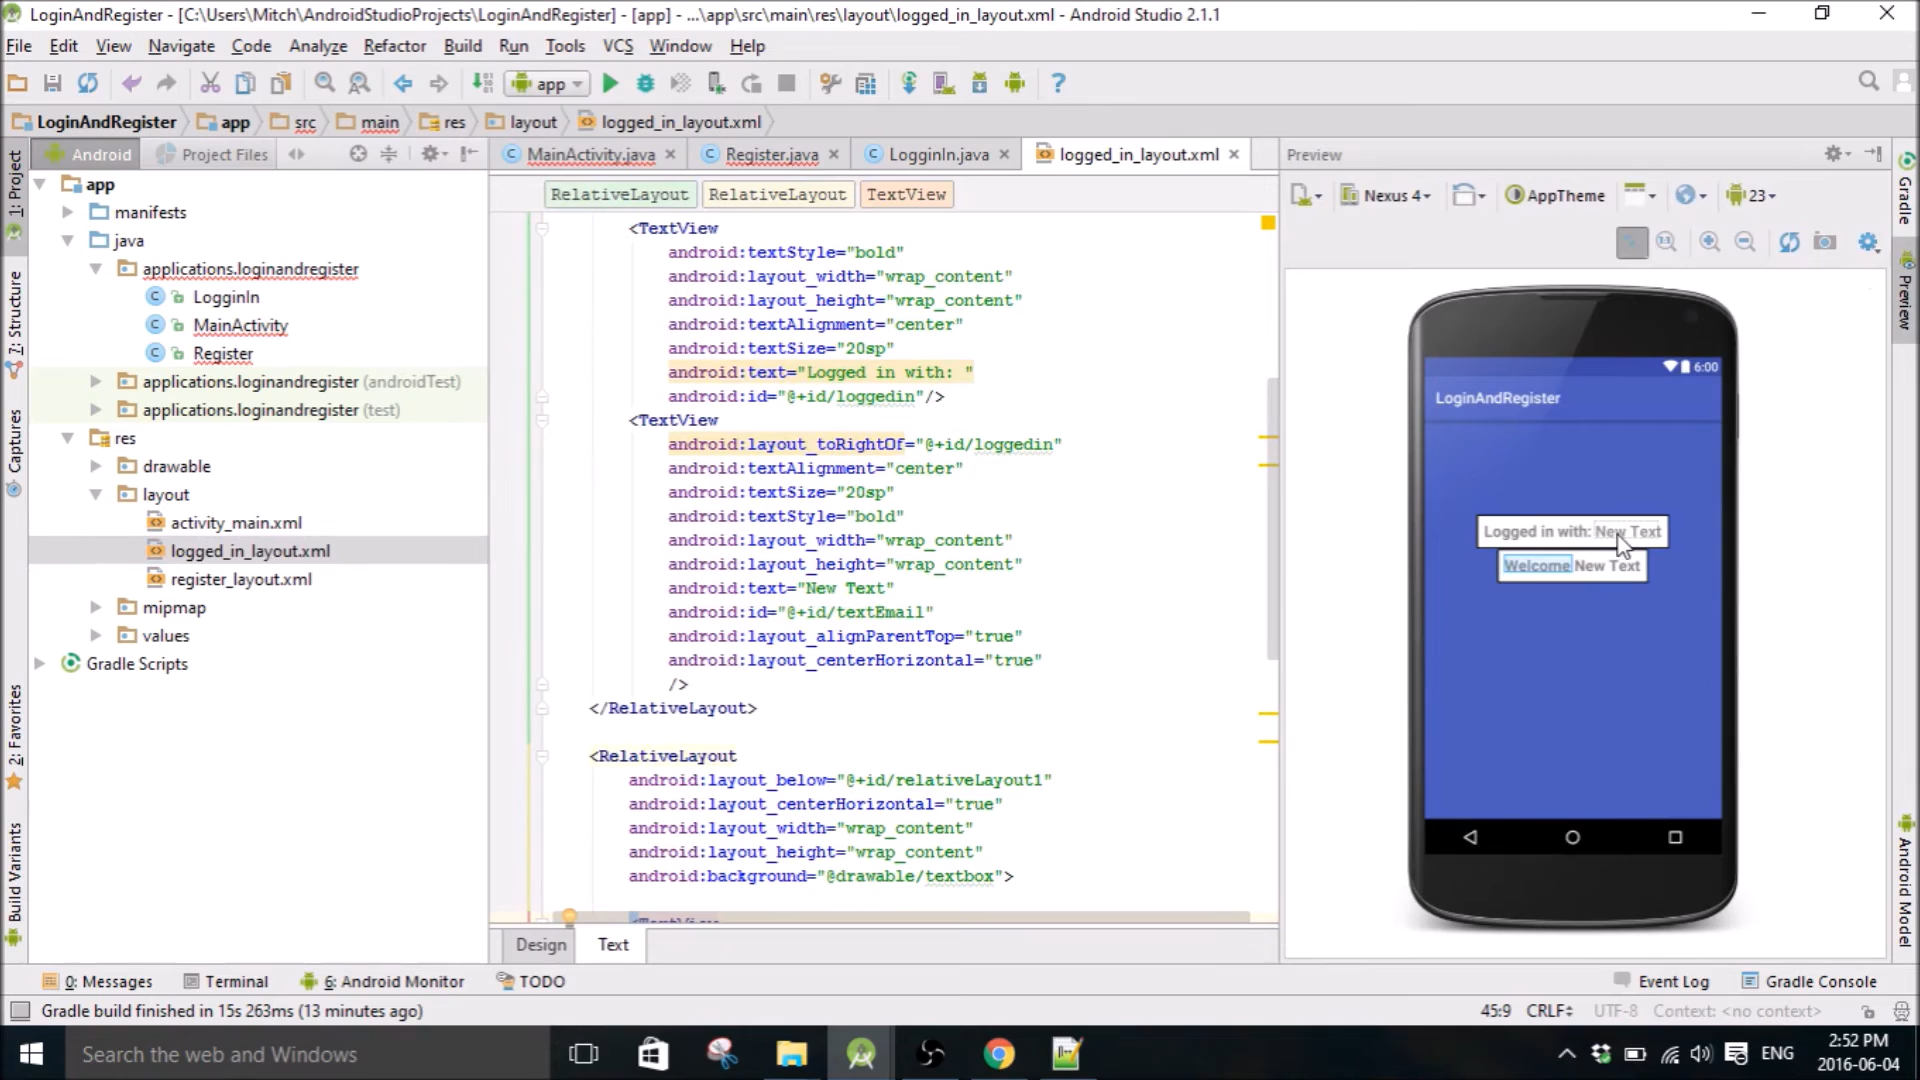 LoginAndRegister - [C:\Users\Mitch\AndroidStudioProjects\LoginAndRegister] - [app] - ...\app\src\main\res\layout\logged_in_layout.xml - Android Studio 2.1.1
File Edit View Navigate Code Analyze Refactor Build Run Tools VCS Window Help
app
LoginAndRegister app src main res layout logged_in_layout.xml
Android Project Files
MainActivity.java Register.java LogginIn.java logged_in_layout.xml
Preview
RelativeLayout RelativeLayout TextView
Nexus 4 AppTheme 23
1: Project
7: Structure
Captures
2: Favorites
Build Variants
app
manifests
java
applications.loginandregister
LogginIn
MainActivity
Register
applications.loginandregister (androidTest)
applications.loginandregister (test)
res
drawable
layout
activity_main.xml
logged_in_layout.xml
register_layout.xml
mipmap
values
Gradle Scripts
<TextView
android:textStyle="bold"
android:layout_width="wrap_content"
android:layout_height="wrap_content"
android:textAlignment="center"
android:textSize="20sp"
android:text="Logged in with: "
android:id="@+id/loggedin"/>
<TextView
android:layout_toRightOf="@+id/loggedin"
android:textAlignment="center"
android:textSize="20sp"
android:textStyle="bold"
android:layout_width="wrap_content"
android:layout_height="wrap_content"
android:text="New Text"
android:id="@+id/textEmail"
android:layout_alignParentTop="true"
android:layout_centerHorizontal="true"
/>
</RelativeLayout>
<RelativeLayout
android:layout_below="@+id/relativeLayout1"
android:layout_centerHorizontal="true"
android:layout_width="wrap_content"
android:layout_height="wrap_content"
android:background="@drawable/textbox">
<TextView
Design Text
6:00
LoginAndRegister
Logged in with: New Text
Welcome New Text
Gradle
Preview
Android Model
0: Messages Terminal 6: Android Monitor TODO Event Log Gradle Console
Gradle build finished in 15s 263ms (13 minutes ago) 45:9 CRLF UTF-8 Context: <no context>
Search the web and Windows
ENG
2:52 PM
2016-06-04